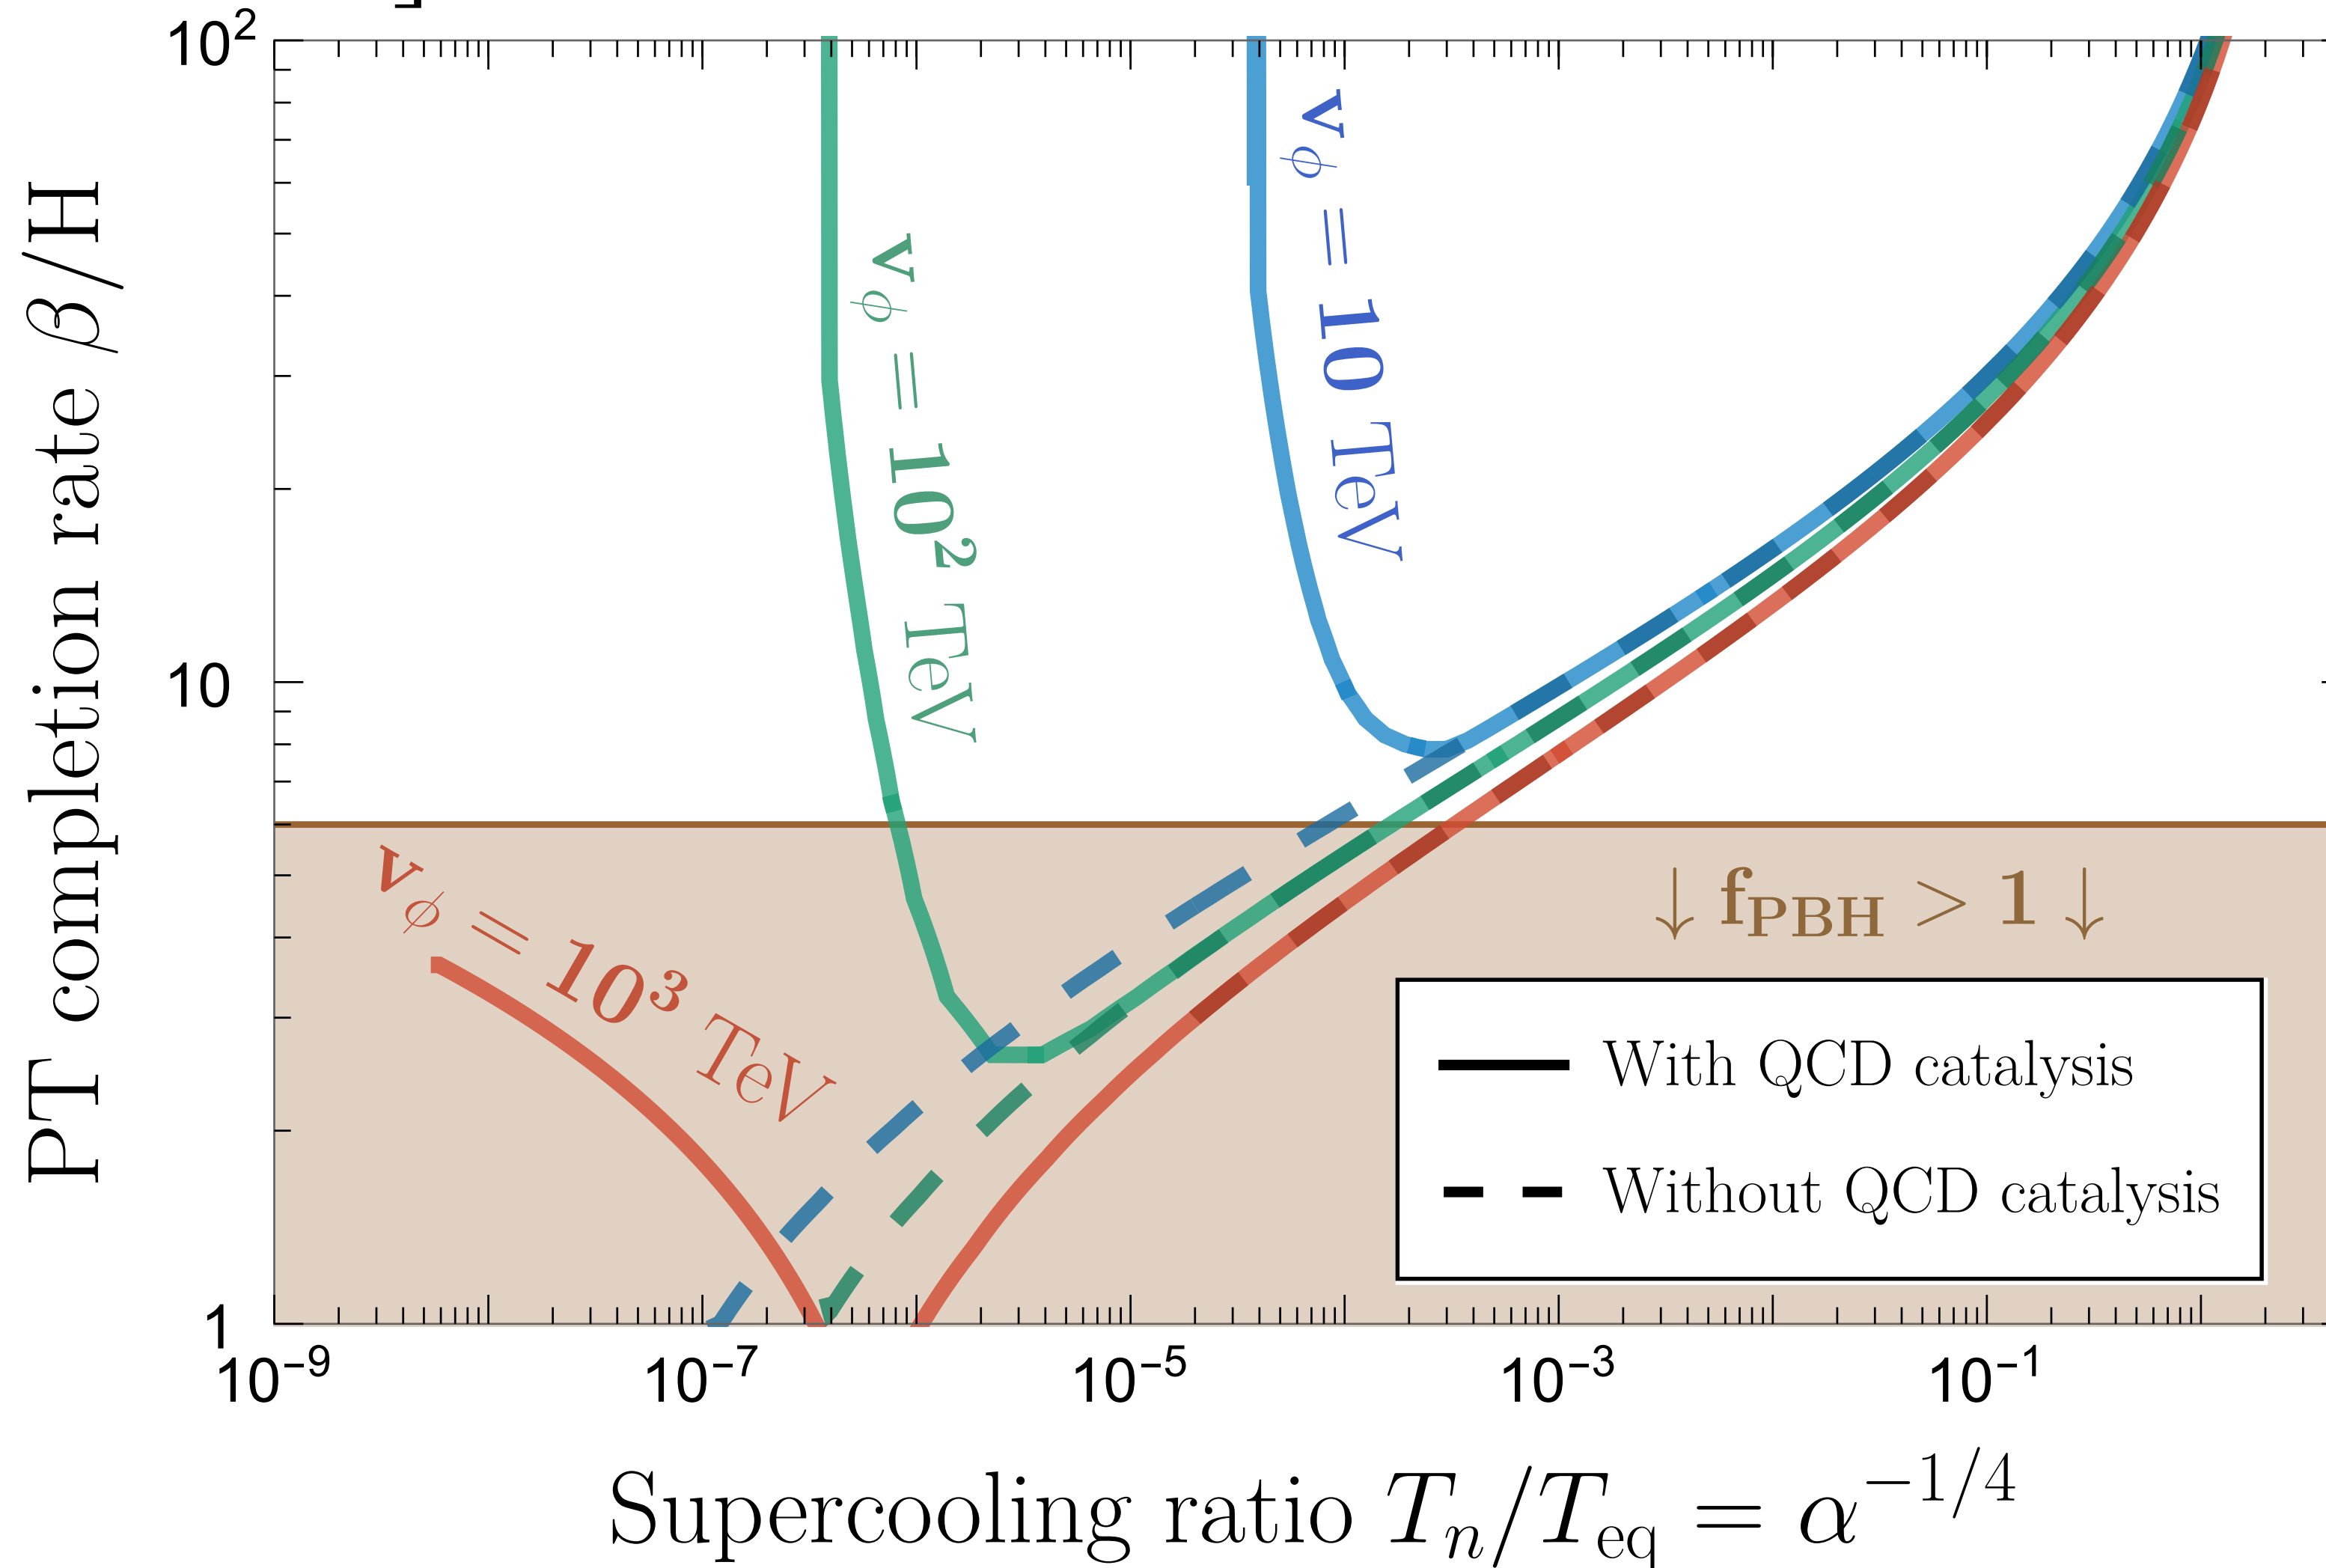 10²
10
1
PT completion rate β/H
v_ϕ = 10² TeV
v_ϕ = 10 TeV
v_ϕ = 10³ TeV
↓ f_PBH > 1 ↓
With QCD catalysis
Without QCD catalysis
10⁻⁹ 10⁻⁷ 10⁻⁵ 10⁻³ 10⁻¹
Supercooling ratio T_n/T_eq = α^{−1/4}